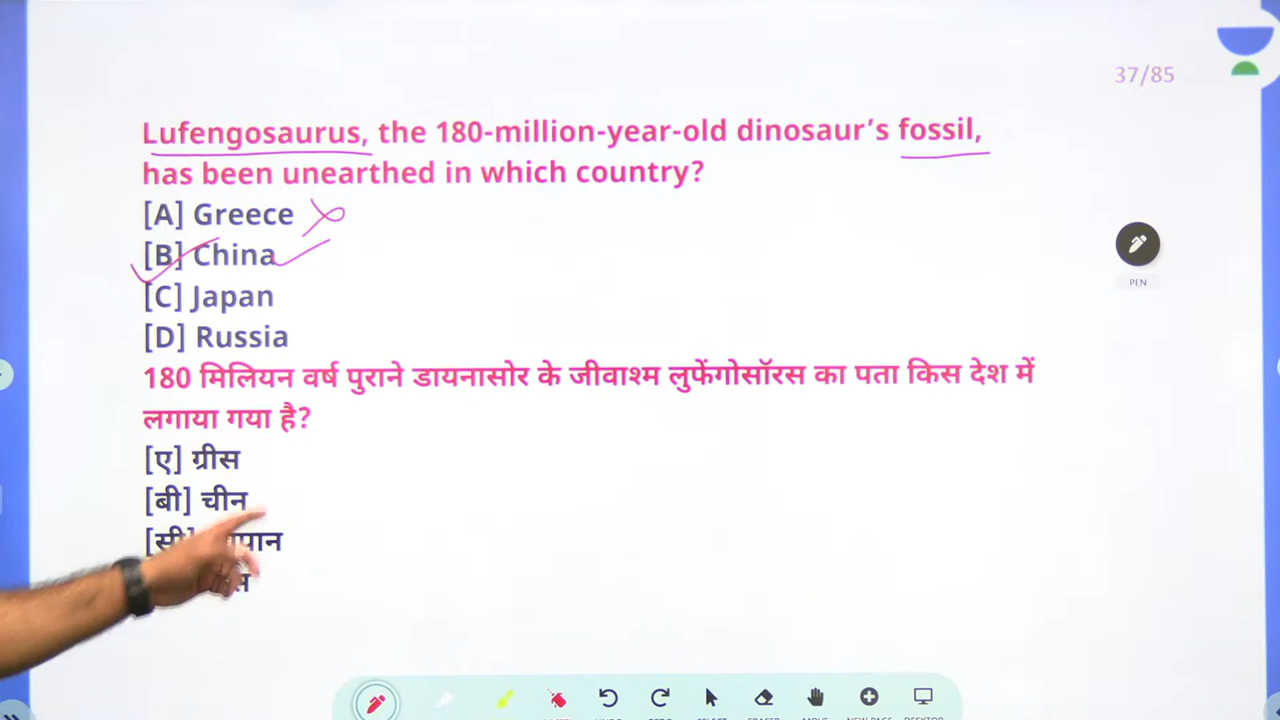 37/85
Lufengosaurus, the 180-million-year-old dinosaur's fossil,
has been unearthed in which country?
[A] Greece
[B] China
[C] Japan
[D] Russia
PEN
180 मिलियन वर्ष पुराने डायनासोर के जीवाश्म लुफेंगोसॉरस का पता किस देश में
लगाया गया है?
[ए] ग्रीस
[बी] चीन